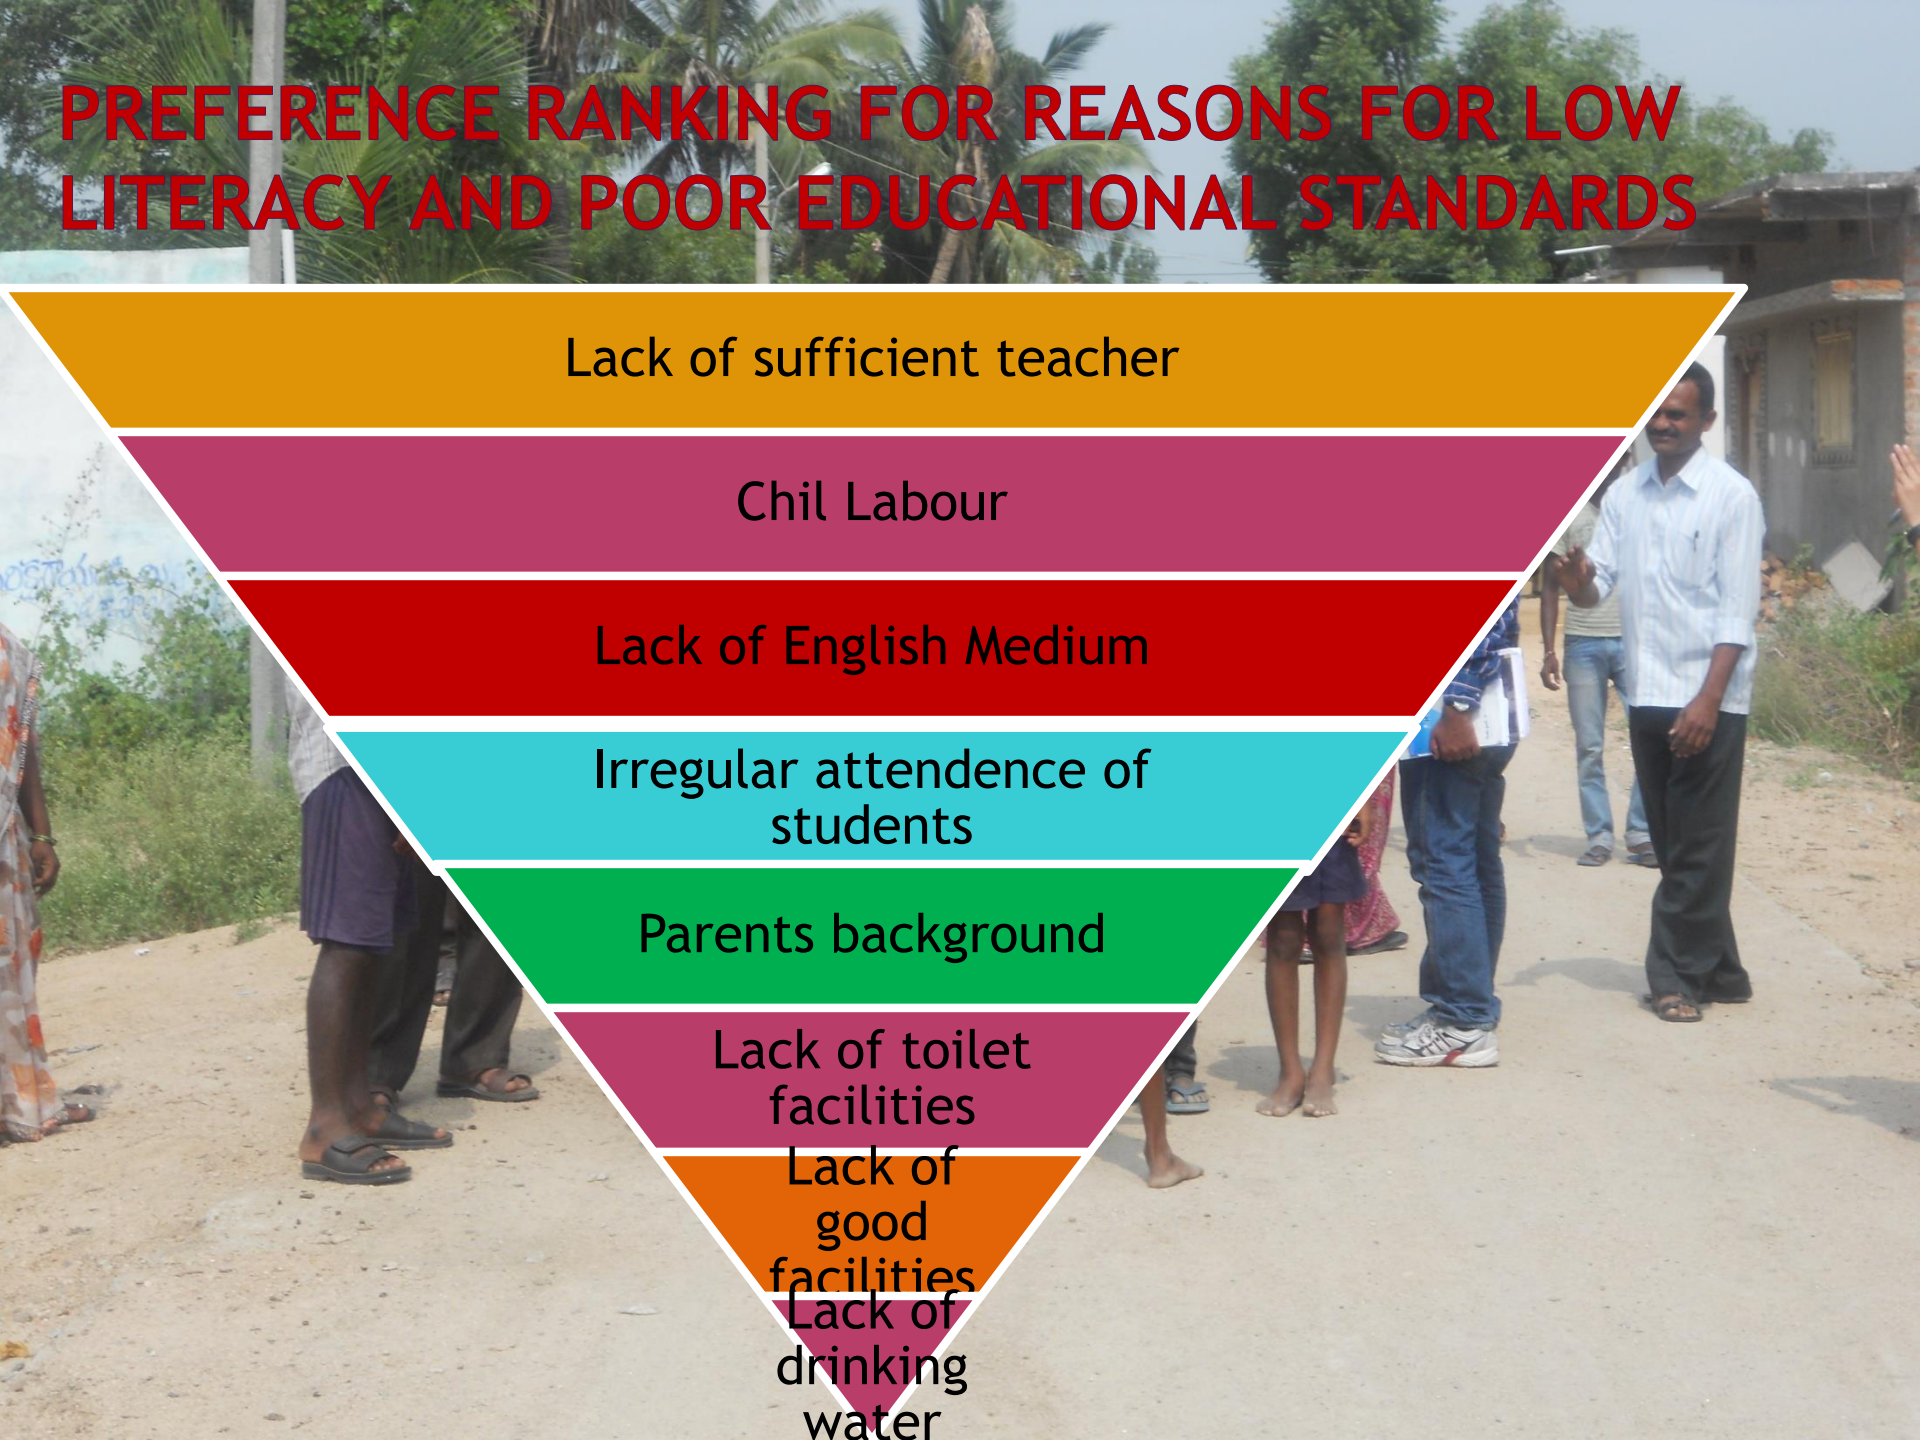 PREFERENCE RANKING FOR REASONS FOR LOW
LITERACY AND POOR EDUCATIONAL STANDARDS
Lack of sufficient teacher
Chil Labour
Lack of English Medium
Irregular attendence of
students
Parents background
Lack of toilet
facilities
Lack of
good
facilities
Lack of
drinking
water